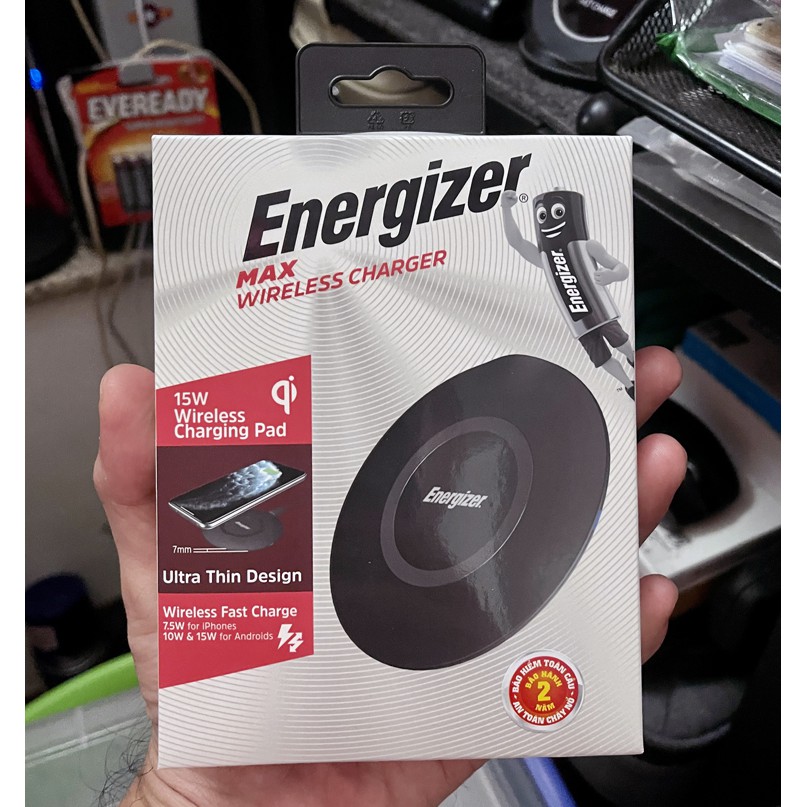 EVEREADY
Energizer®
MAX
WIRELESS CHARGER
Energizer.
15W
Wireless
Charging Pad
qi
7mm
Ultra Thin Design
Wireless Fast Charge
7.5W for iPhones
10W & 15W for Androids
Energizer.
BẢO HIỂM TOÀN CẦU
BẢO HÀNH
2
NĂM
AN TOÀN CHÁY NỔ